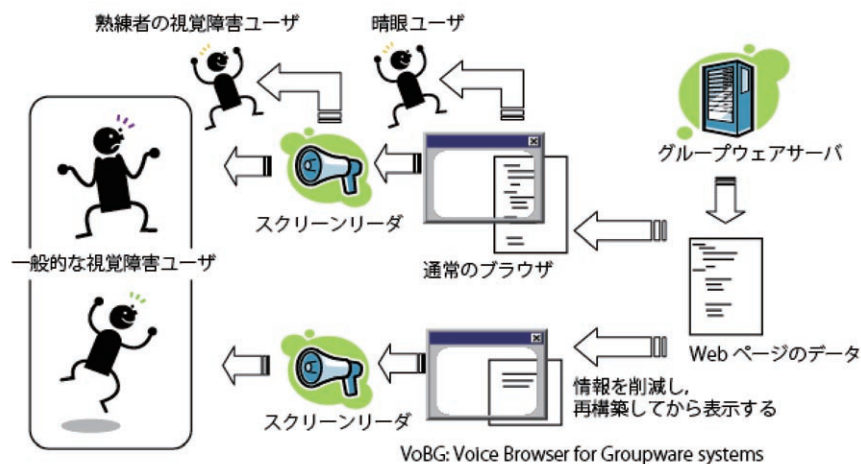 熟練者の視覚障害ユーザ
晴眼ユーザ
グループウェアサーバ
スクリーンリーダ
通常のブラウザ
一般的な視覚障害ユーザ
Webページのデータ
スクリーンリーダ
情報を削減し,
再構築してから表示する
VoBG: Voice Browser for Groupware systems